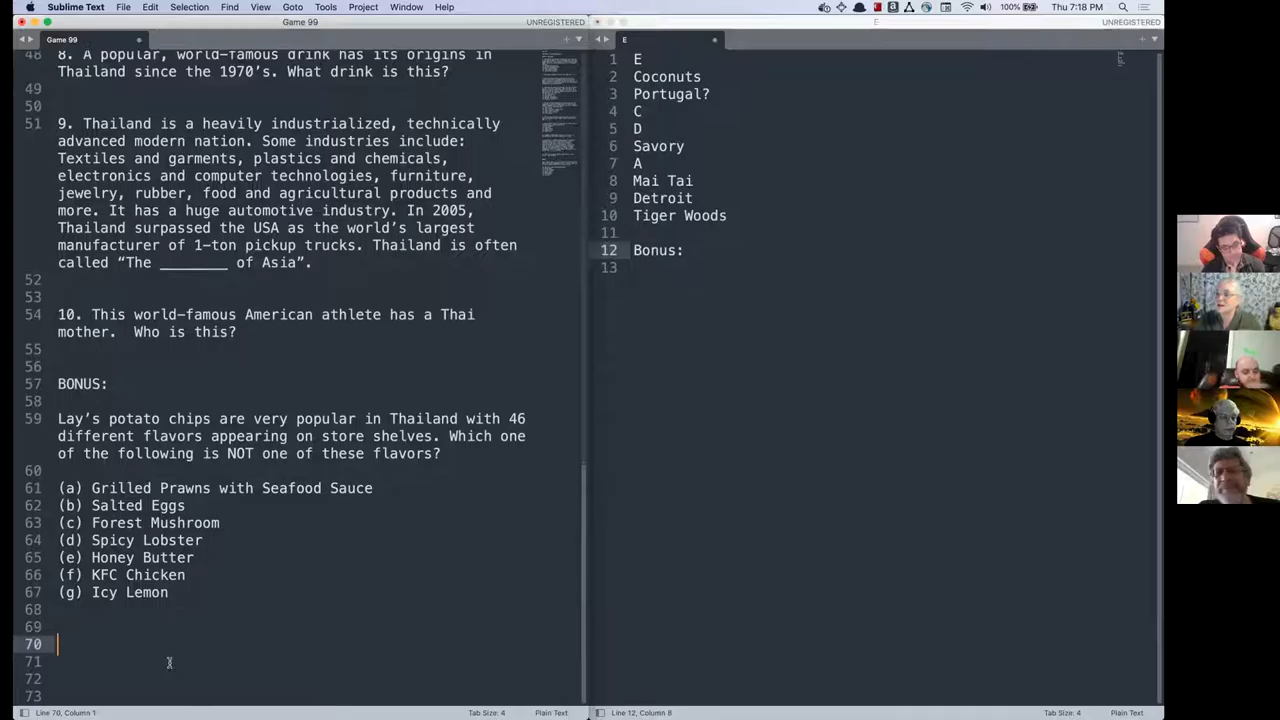 Sublime Text File Edit Selection Find View Goto Tools Project Window Help 100% Thu 7:18 PM
Game 99 UNREGISTERED
E UNREGISTERED
Game 99
E
48 8. A popular, world-famous drink has its origins in
Thailand since the 1970’s. What drink is this?
49
50
51 9. Thailand is a heavily industrialized, technically
advanced modern nation. Some industries include:
Textiles and garments, plastics and chemicals,
electronics and computer technologies, furniture,
jewelry, rubber, food and agricultural products and
more. It has a huge automotive industry. In 2005,
Thailand surpassed the USA as the world’s largest
manufacturer of 1-ton pickup trucks. Thailand is often
called “The ________ of Asia”.
52
53
54 10. This world-famous American athlete has a Thai
mother.  Who is this?
55
56
57 BONUS:
58
59 Lay’s potato chips are very popular in Thailand with 46
different flavors appearing on store shelves. Which one
of the following is NOT one of these flavors?
60
61 (a) Grilled Prawns with Seafood Sauce
62 (b) Salted Eggs
63 (c) Forest Mushroom
64 (d) Spicy Lobster
65 (e) Honey Butter
66 (f) KFC Chicken
67 (g) Icy Lemon
68
69
70
71
72
73
Line 70, Column 1 Tab Size: 4 Plain Text
1 E
2 Coconuts
3 Portugal?
4 C
5 D
6 Savory
7 A
8 Mai Tai
9 Detroit
10 Tiger Woods
11
12 Bonus:
13
Line 12, Column 8 Tab Size: 4 Plain Text